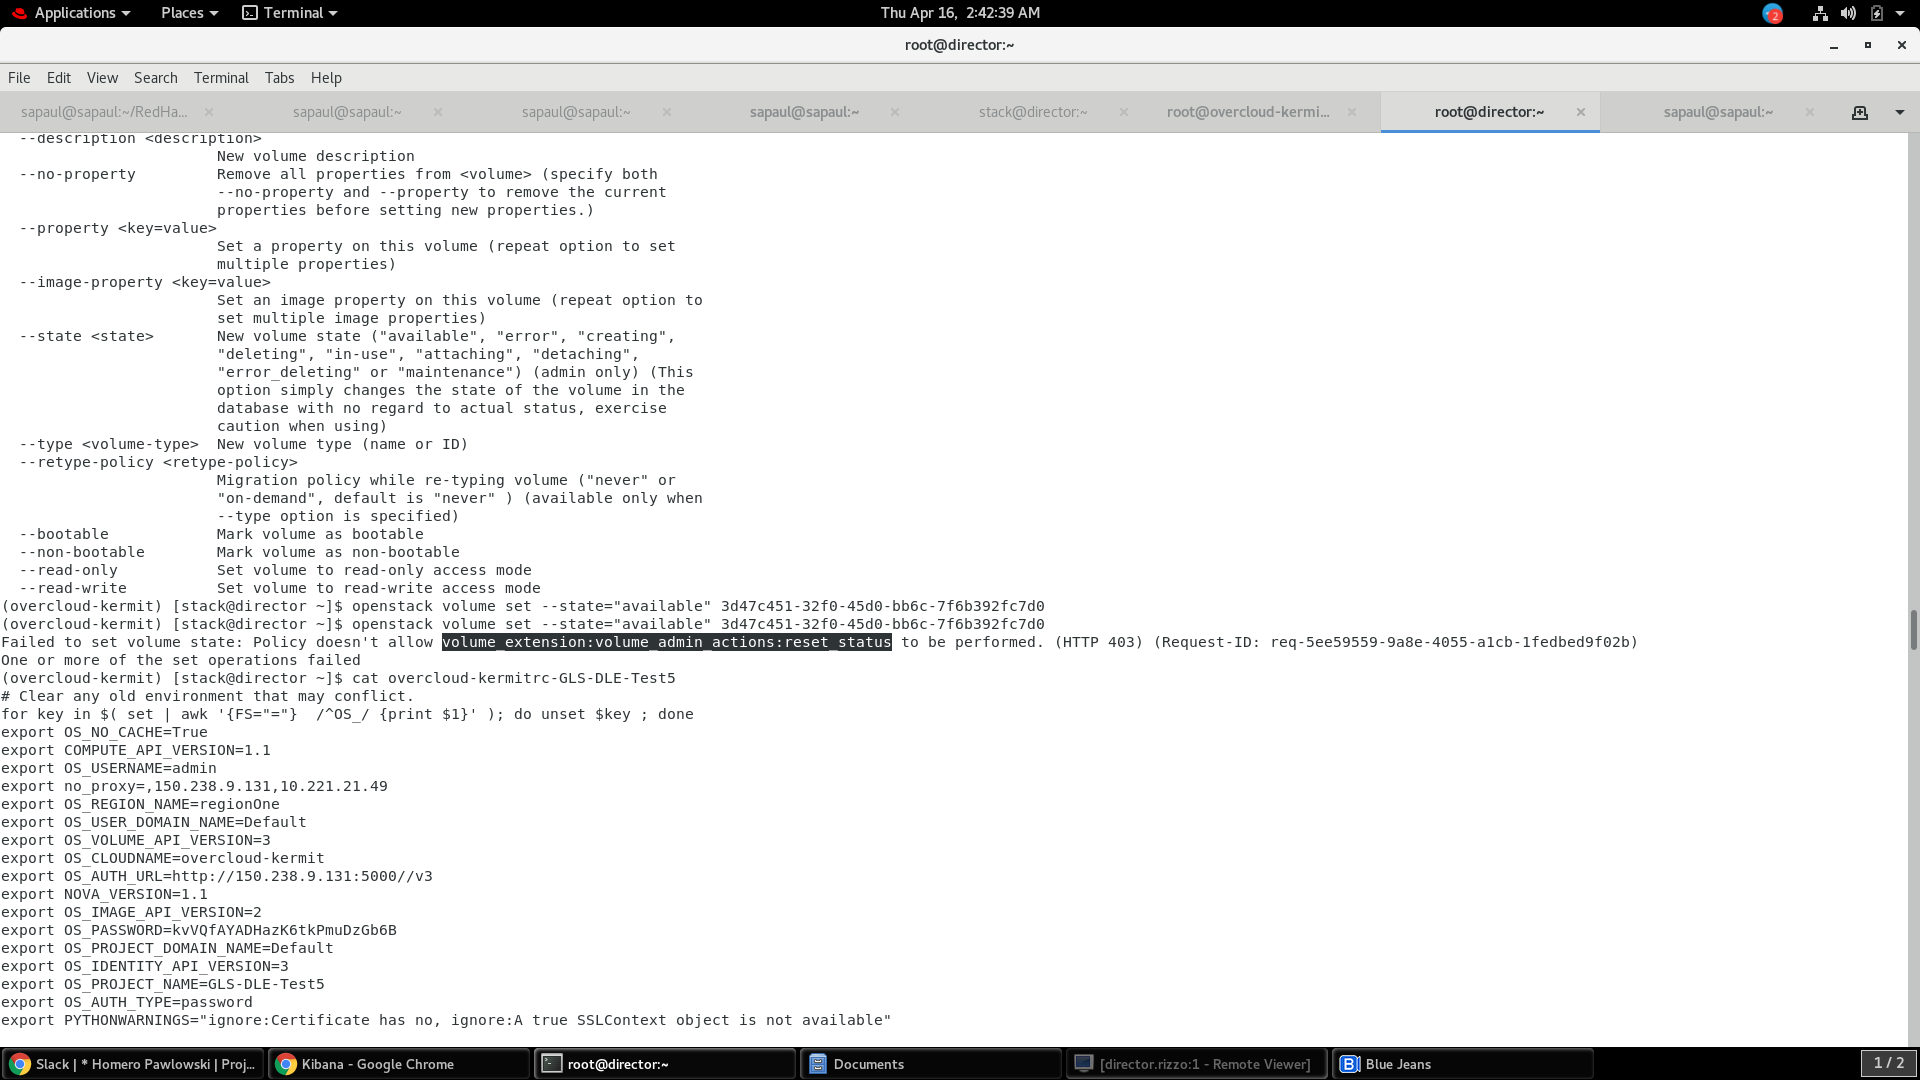 Applications Places Terminal Thu Apr 16, 2:42:39 AM 2
root@director:~
File Edit View Search Terminal Tabs Help
sapaul@sapaul:~/RedHa... sapaul@sapaul:~ sapaul@sapaul:~ sapaul@sapaul:~ stack@director:~ root@overcloud-kermi... root@director:~ sapaul@sapaul:~
--description <description>
New volume description
--no-property Remove all properties from <volume> (specify both
--no-property and --property to remove the current
properties before setting new properties.)
--property <key=value>
Set a property on this volume (repeat option to set
multiple properties)
--image-property <key=value>
Set an image property on this volume (repeat option to
set multiple image properties)
--state <state> New volume state ("available", "error", "creating",
"deleting", "in-use", "attaching", "detaching",
"error_deleting" or "maintenance") (admin only) (This
option simply changes the state of the volume in the
database with no regard to actual status, exercise
caution when using)
--type <volume-type> New volume type (name or ID)
--retype-policy <retype-policy>
Migration policy while re-typing volume ("never" or
"on-demand", default is "never" ) (available only when
--type option is specified)
--bootable Mark volume as bootable
--non-bootable Mark volume as non-bootable
--read-only Set volume to read-only access mode
--read-write Set volume to read-write access mode
(overcloud-kermit) [stack@director ~]$ openstack volume set --state="available" 3d47c451-32f0-45d0-bb6c-7f6b392fc7d0
(overcloud-kermit) [stack@director ~]$ openstack volume set --state="available" 3d47c451-32f0-45d0-bb6c-7f6b392fc7d0
Failed to set volume state: Policy doesn't allow volume_extension:volume_admin_actions:reset_status to be performed. (HTTP 403) (Request-ID: req-5ee59559-9a8e-4055-a1cb-1fedbed9f02b)
One or more of the set operations failed
(overcloud-kermit) [stack@director ~]$ cat overcloud-kermitrc-GLS-DLE-Test5
# Clear any old environment that may conflict.
for key in $( set | awk '{FS="="}  /^OS_/ {print $1}' ); do unset $key ; done
export OS_NO_CACHE=True
export COMPUTE_API_VERSION=1.1
export OS_USERNAME=admin
export no_proxy=,150.238.9.131,10.221.21.49
export OS_REGION_NAME=regionOne
export OS_USER_DOMAIN_NAME=Default
export OS_VOLUME_API_VERSION=3
export OS_CLOUDNAME=overcloud-kermit
export OS_AUTH_URL=http://150.238.9.131:5000//v3
export NOVA_VERSION=1.1
export OS_IMAGE_API_VERSION=2
export OS_PASSWORD=kvVQfAYADHazK6tkPmuDzGb6B
export OS_PROJECT_DOMAIN_NAME=Default
export OS_IDENTITY_API_VERSION=3
export OS_PROJECT_NAME=GLS-DLE-Test5
export OS_AUTH_TYPE=password
export PYTHONWARNINGS="ignore:Certificate has no, ignore:A true SSLContext object is not available"
Slack | * Homero Pawlowski | Proj... Kibana - Google Chrome root@director:~ Documents [director.rizzo:1 - Remote Viewer] Blue Jeans 1 / 2